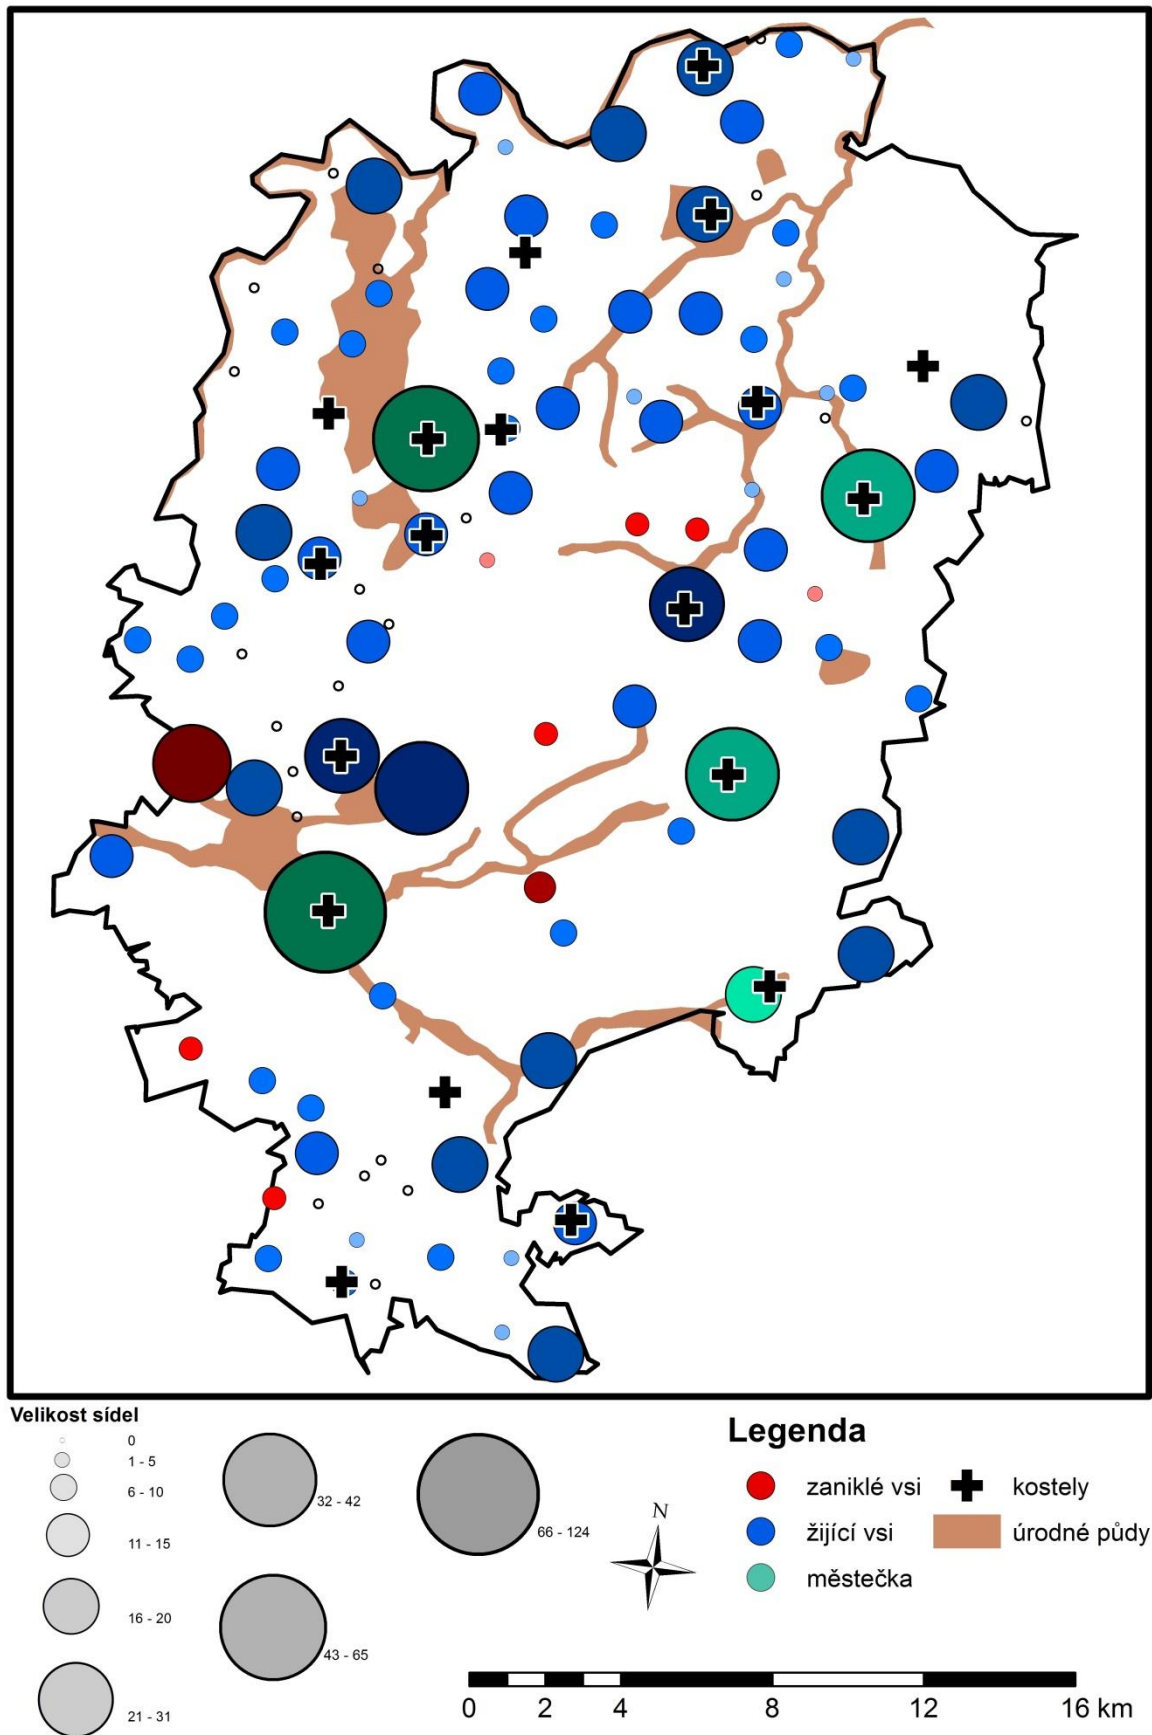 Velikost sídel
0
1 - 5
6 - 10
11 - 15
16 - 20
21 - 31
32 - 42
43 - 65
66 - 124
N
Legenda
zaniklé vsi
žijící vsi
městečka
kostely
úrodné půdy
0 2 4 8 12 16 km